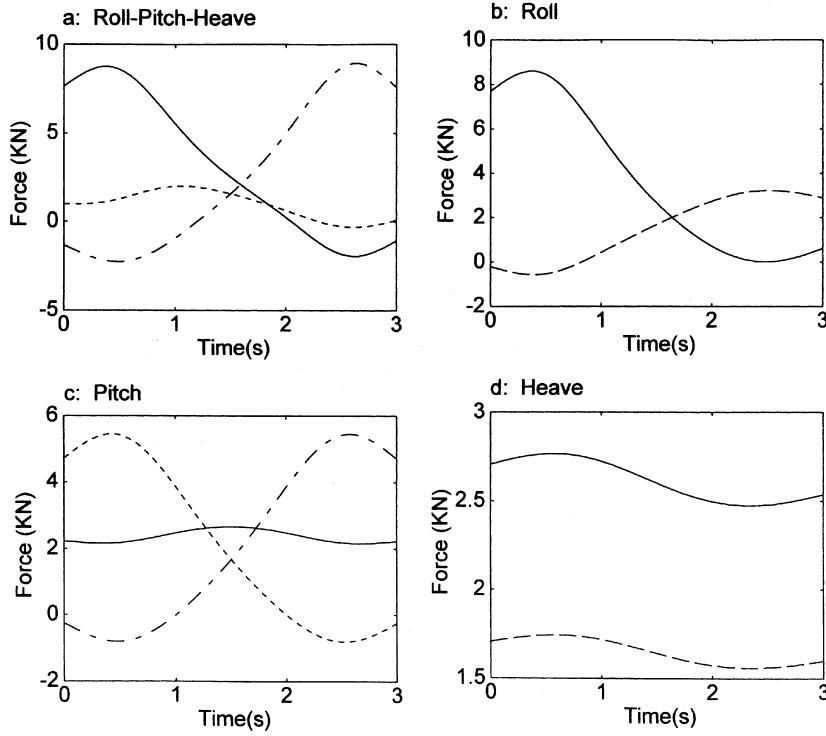 a: Roll-Pitch-Heave
10
5
0
-5
Force (KN)
0 1 2 3
Time(s)
b: Roll
10
8
6
4
2
0
-2
Force (KN)
0 1 2 3
Time(s)
c: Pitch
6
4
2
0
-2
Force (KN)
0 1 2 3
Time(s)
d: Heave
3
2.5
2
1.5
Force (KN)
0 1 2 3
Time(s)